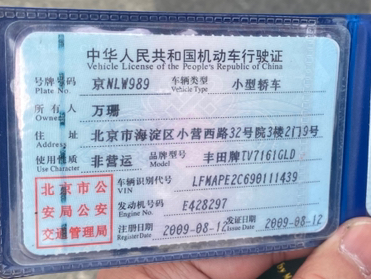 中华人民共和国机动车行驶证
Vehicle License of the People's Republic of China
号牌号码 京NLW989 车辆类型 小型轿车
Plate No. Vehicle Type
所有人 万珊
Owner
住址 北京市海淀区小营西路32号院3楼2门9号
Address
使用性质 非营运 品牌型号 丰田牌TV7161GLD
Use Character Model
北京市公安局公安交通管理局
车辆识别代号 LFMAPE2C690111439
VIN
发动机号码 E428297
Engine No.
注册日期 2009-08-12 发证日期 2009-08-12
Register Date Issue Date